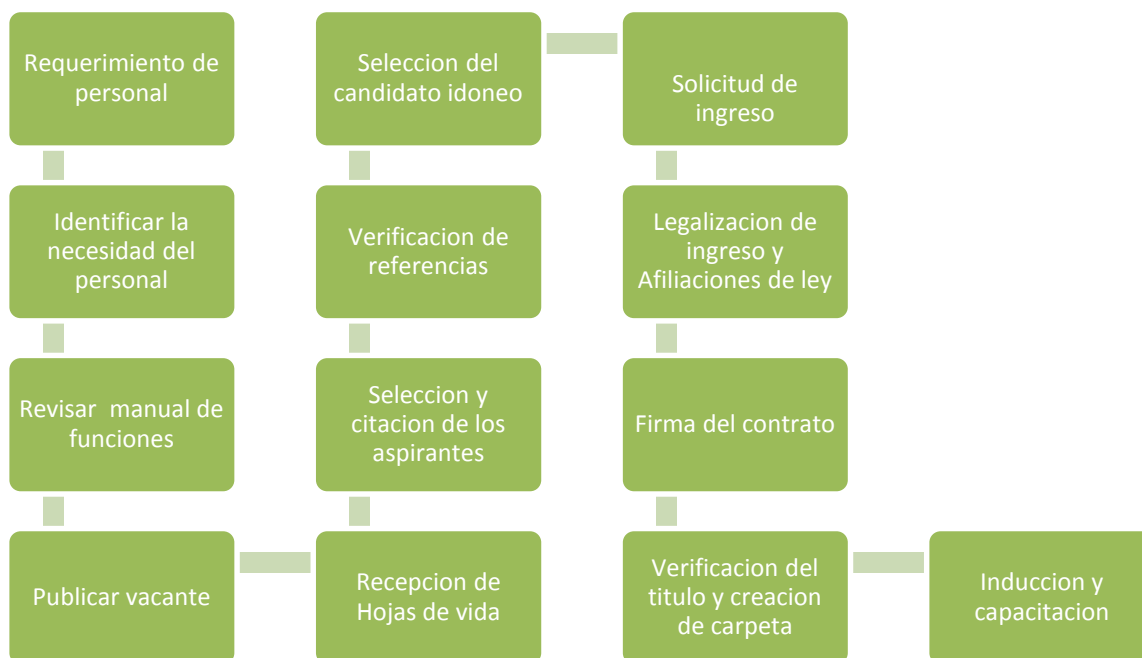 Requerimiento de
personal
Identificar la
necesidad del
personal
Revisar manual de
funciones
Publicar vacante
Recepcion de
Hojas de vida
Seleccion y
citacion de los
aspirantes
Verificacion de
referencias
Seleccion del
candidato idoneo
Solicitud de
ingreso
Legalizacion de
ingreso y
Afiliaciones de ley
Firma del contrato
Verificacion del
titulo y creacion
de carpeta
Induccion y
capacitacion